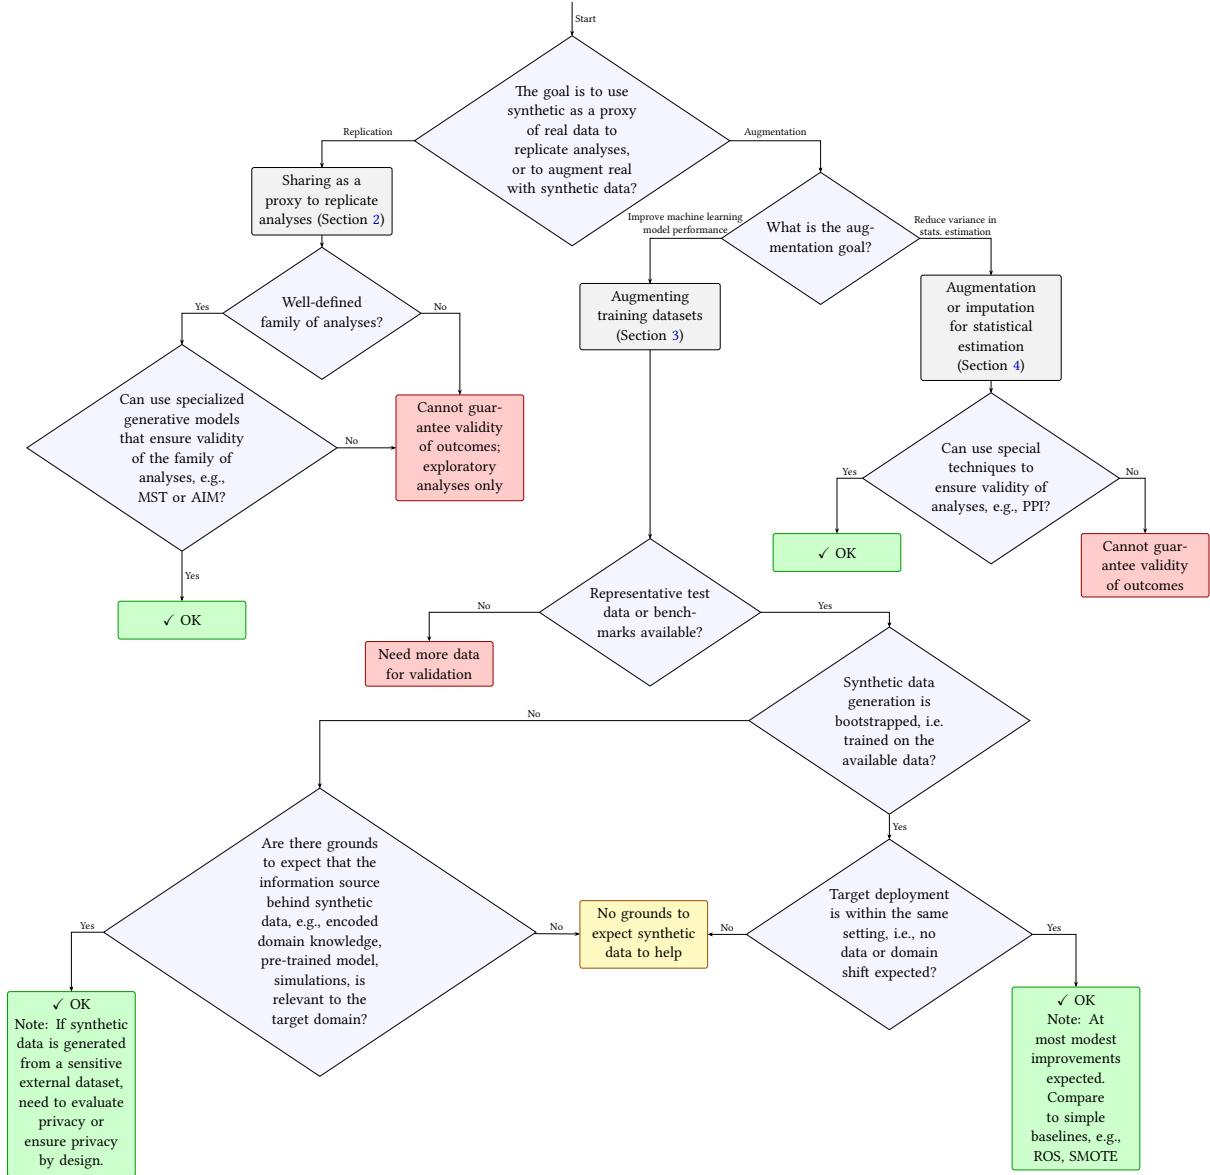 Start
The goal is to use
synthetic as a proxy
of real data to
replicate analyses,
or to augment real
with synthetic data?
Replication
Augmentation
Sharing as a
proxy to replicate
analyses (Section 2)
Improve machine learning
model performance
What is the aug-
mentation goal?
Reduce variance in
stats. estimation
Well-defined
family of analyses?
Yes
No
Augmenting
training datasets
(Section 3)
Augmentation
or imputation
for statistical
estimation
(Section 4)
Can use specialized
generative models
that ensure validity
of the family of
analyses, e.g.,
MST or AIM?
No
Cannot guar-
antee validity
of outcomes;
exploratory
analyses only
Can use special
techniques to
ensure validity of
analyses, e.g., PPI?
Yes
No
✓ OK
Cannot guar-
antee validity
of outcomes
Yes
✓ OK
Representative test
data or bench-
marks available?
No
Yes
Need more data
for validation
Synthetic data
generation is
bootstrapped, i.e.
trained on the
available data?
No
Yes
Are there grounds
to expect that the
information source
behind synthetic
data, e.g., encoded
domain knowledge,
pre-trained model,
simulations, is
relevant to the
target domain?
Yes
No
No grounds to
expect synthetic
data to help
No
Target deployment
is within the same
setting, i.e., no
data or domain
shift expected?
Yes
✓ OK
Note: If synthetic
data is generated
from a sensitive
external dataset,
need to evaluate
privacy or
ensure privacy
by design.
✓ OK
Note: At
most modest
improvements
expected.
Compare
to simple
baselines, e.g.,
ROS, SMOTE